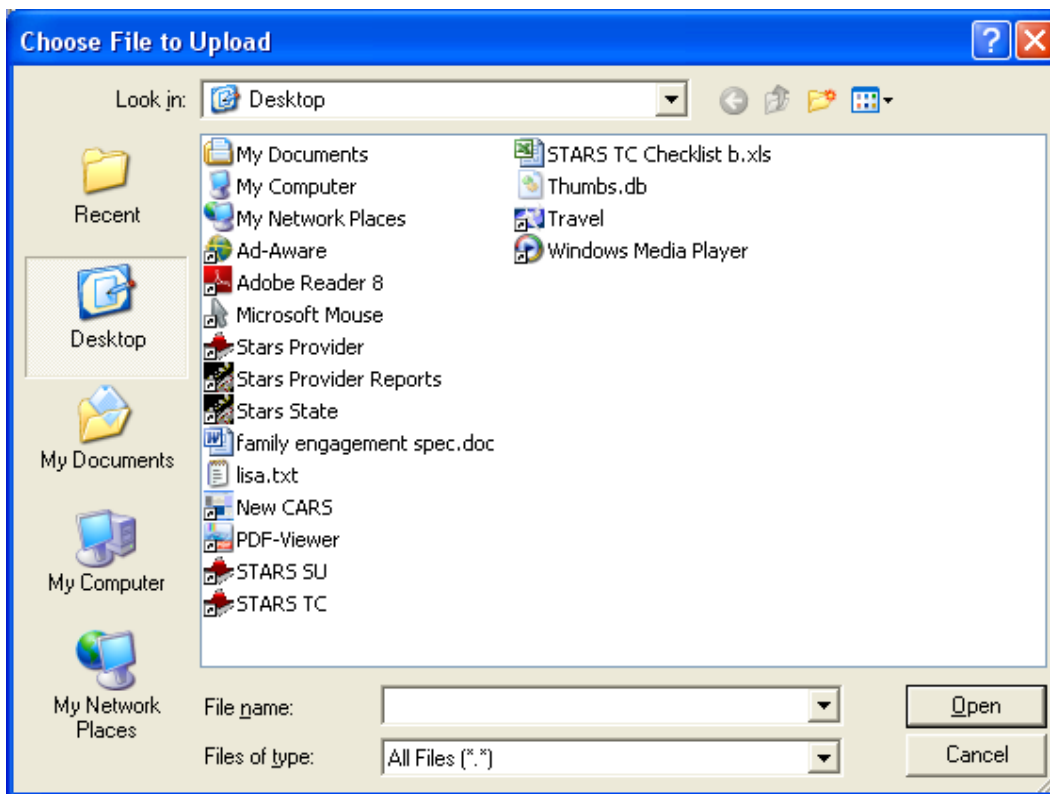 Choose File to Upload
Look in:
Desktop
Recent
Desktop
My Documents
My Computer
My Network
Places
My Documents
My Computer
My Network Places
Ad-Aware
Adobe Reader 8
Microsoft Mouse
Stars Provider
Stars Provider Reports
Stars State
family engagement spec.doc
lisa.txt
New CARS
PDF-Viewer
STARS SU
STARS TC
STARS TC Checklist b.xls
Thumbs.db
Travel
Windows Media Player
File name:
Open
Files of type:
All Files (*.*)
Cancel